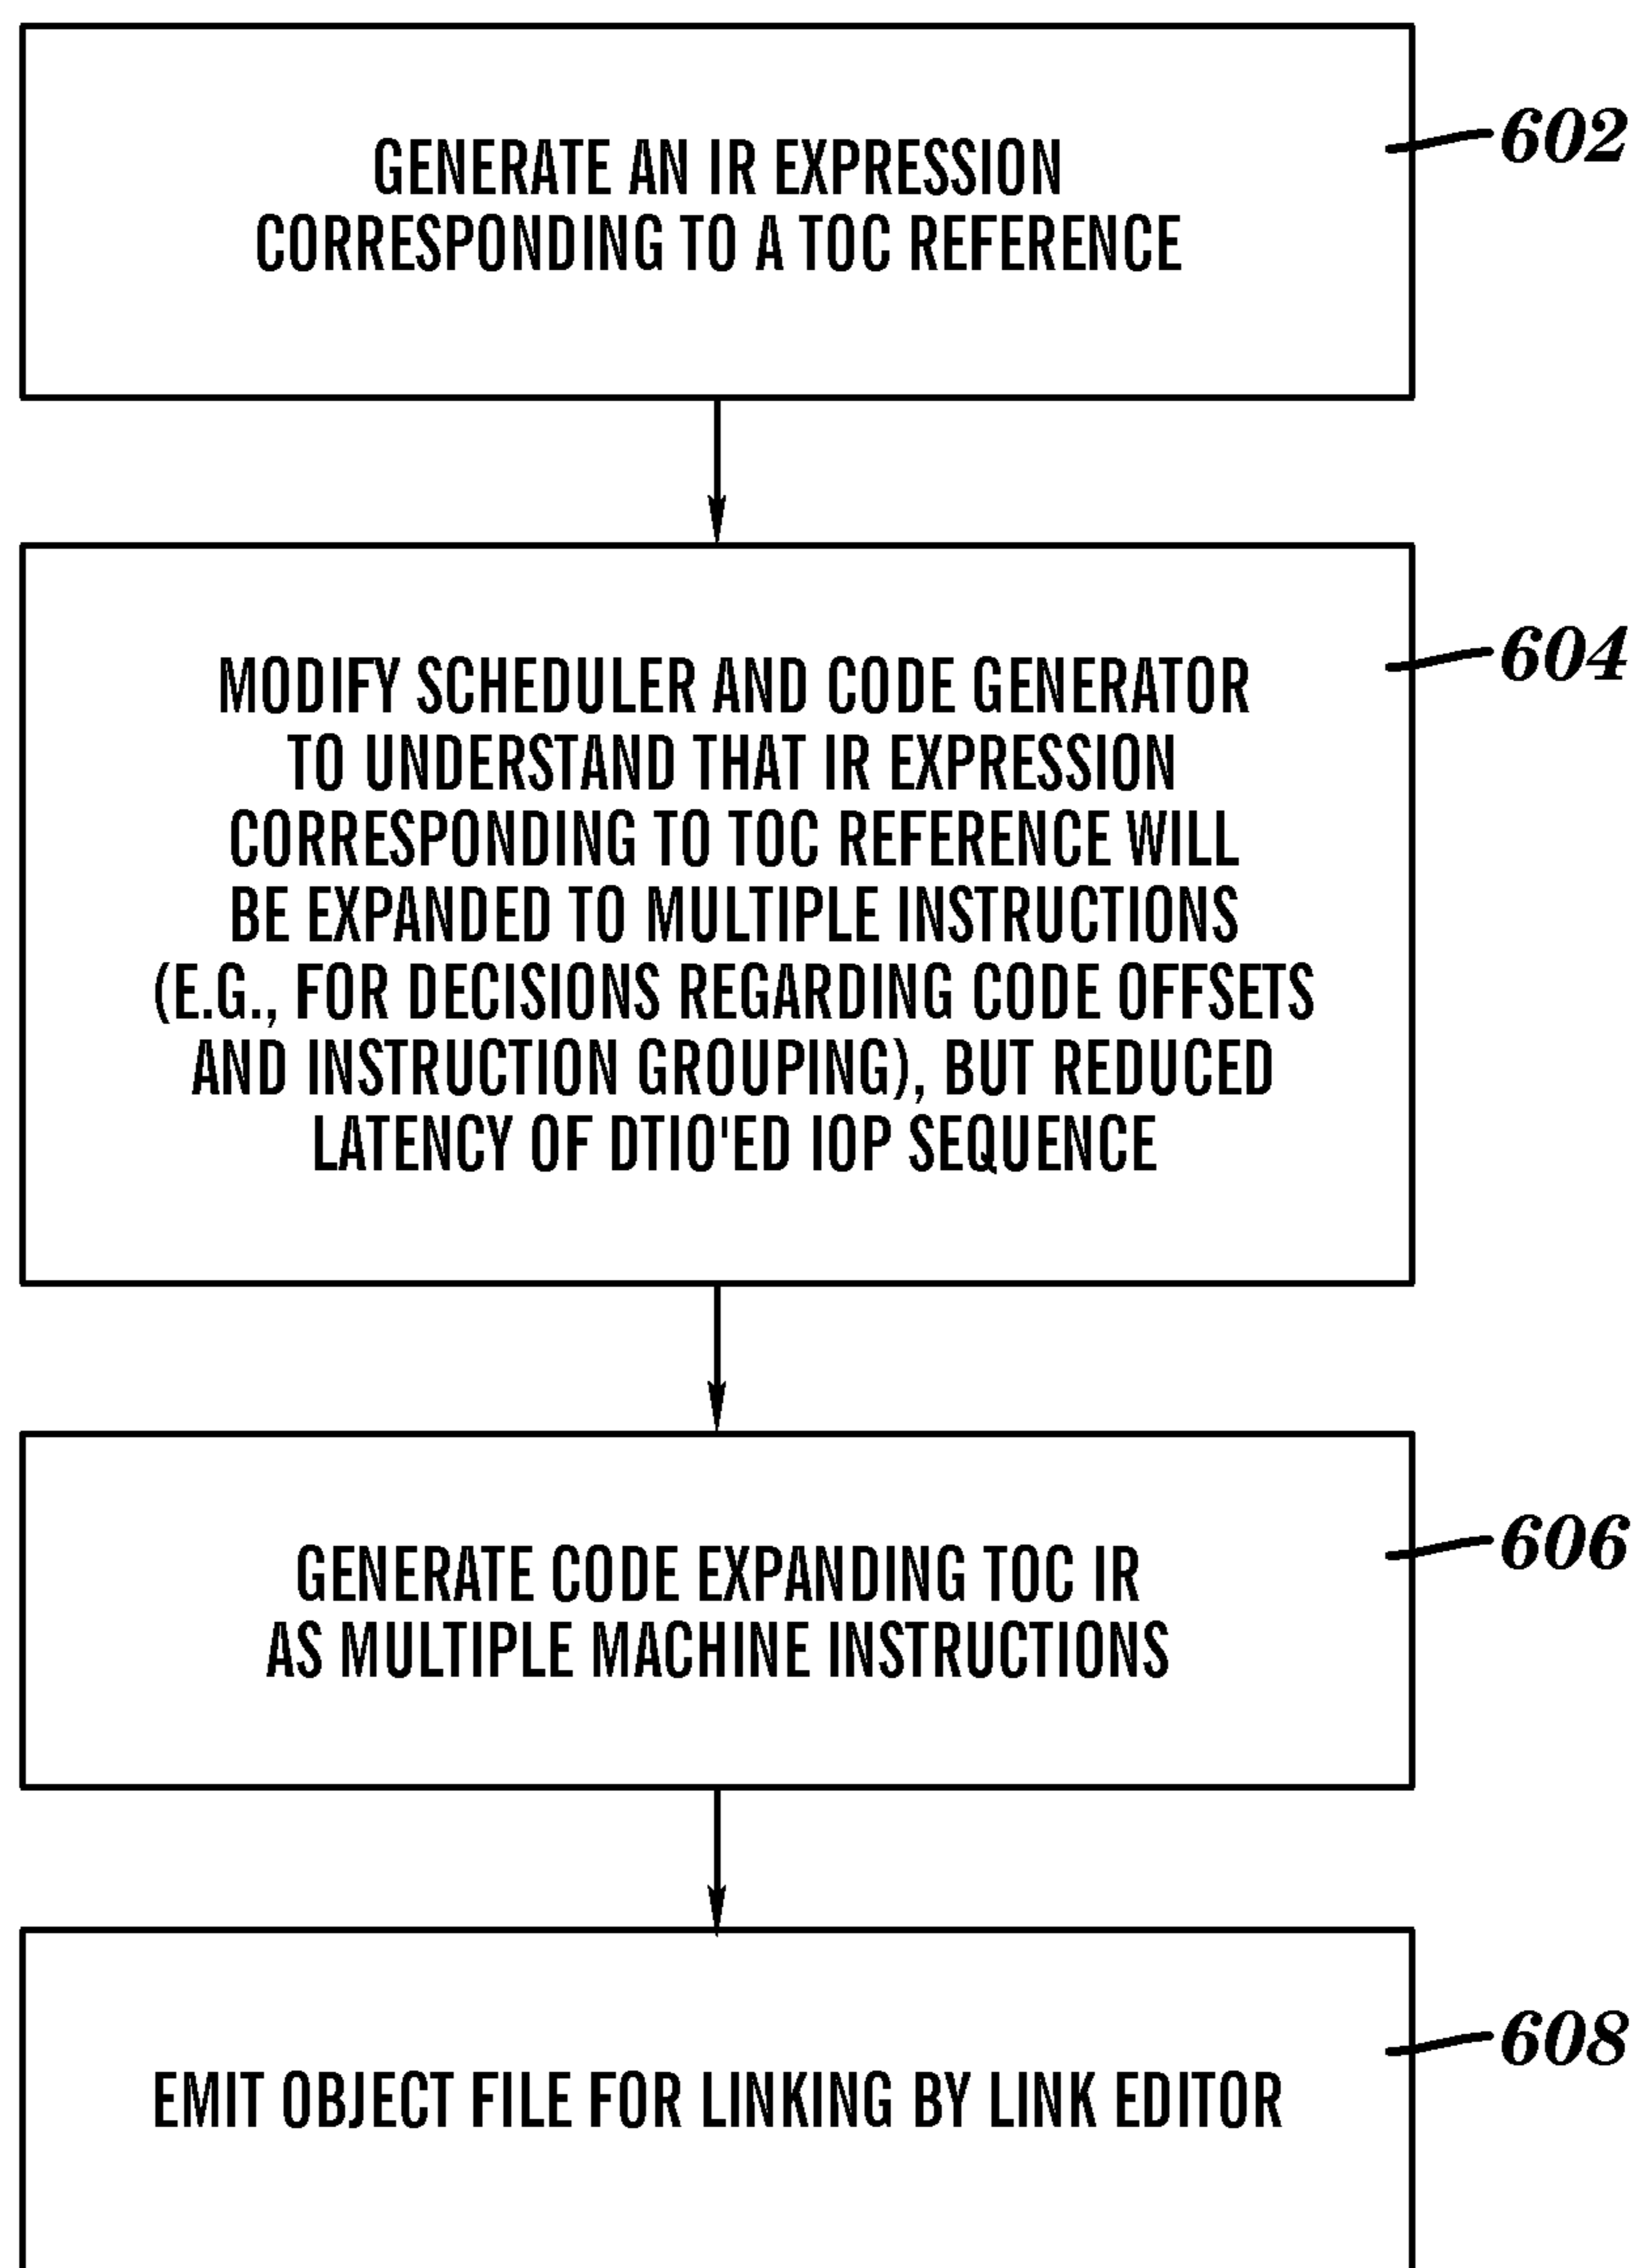 GENERATE AN IR EXPRESSION
CORRESPONDING TO A TOC REFERENCE
602
MODIFY SCHEDULER AND CODE GENERATOR
TO UNDERSTAND THAT IR EXPRESSION
CORRESPONDING TO TOC REFERENCE WILL
BE EXPANDED TO MULTIPLE INSTRUCTIONS
(E.G., FOR DECISIONS REGARDING CODE OFFSETS
AND INSTRUCTION GROUPING), BUT REDUCED
LATENCY OF DTIO'ED IOP SEQUENCE
604
GENERATE CODE EXPANDING TOC IR
AS MULTIPLE MACHINE INSTRUCTIONS
606
EMIT OBJECT FILE FOR LINKING BY LINK EDITOR
608